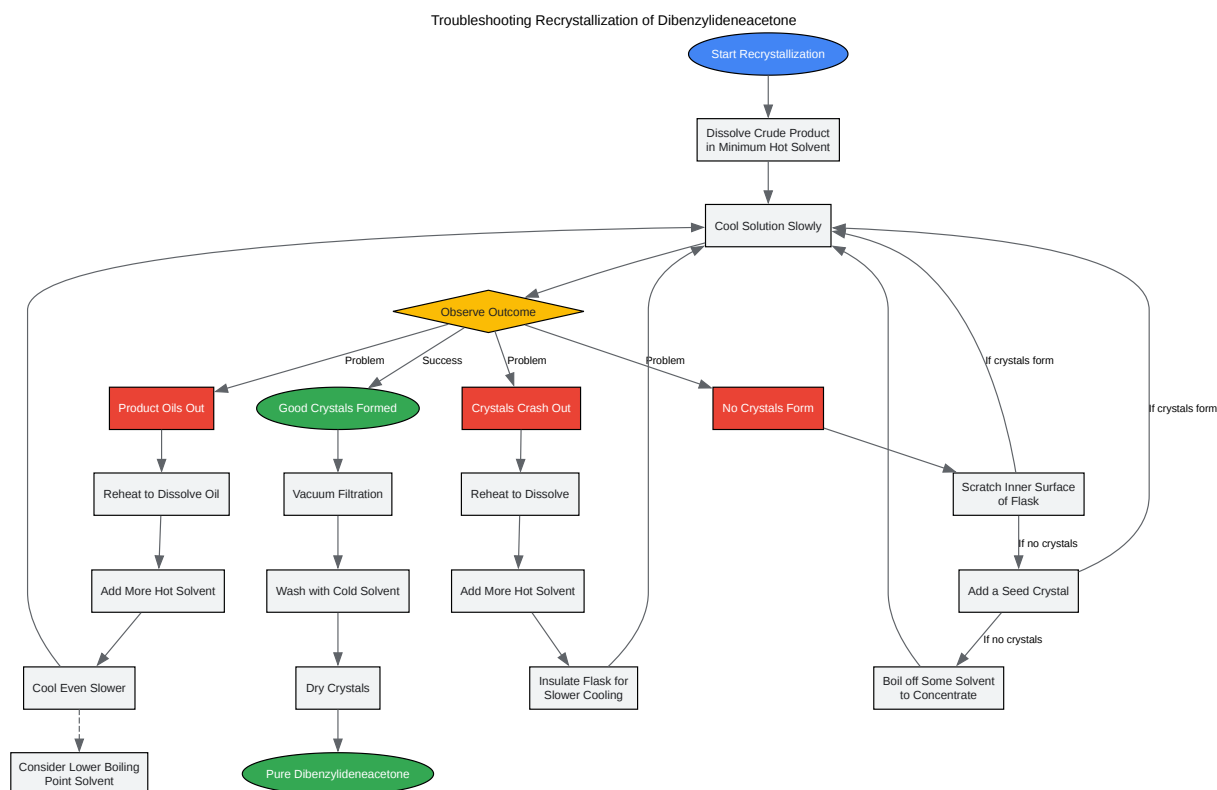 Troubleshooting Recrystallization of Dibenzylideneacetone
Start Recrystallization
Dissolve Crude Product
in Minimum Hot Solvent
Cool Solution Slowly
Observe Outcome
Problem
Success
Problem
Problem
If crystals form
If crystals form
Product Oils Out
Good Crystals Formed
Crystals Crash Out
No Crystals Form
Reheat to Dissolve Oil
Vacuum Filtration
Reheat to Dissolve
Scratch Inner Surface
of Flask
If no crystals
Add More Hot Solvent
Wash with Cold Solvent
Add More Hot Solvent
Add a Seed Crystal
If no crystals
Cool Even Slower
Dry Crystals
Insulate Flask for
Slower Cooling
Boil off Some Solvent
to Concentrate
Consider Lower Boiling
Point Solvent
Pure Dibenzylideneacetone